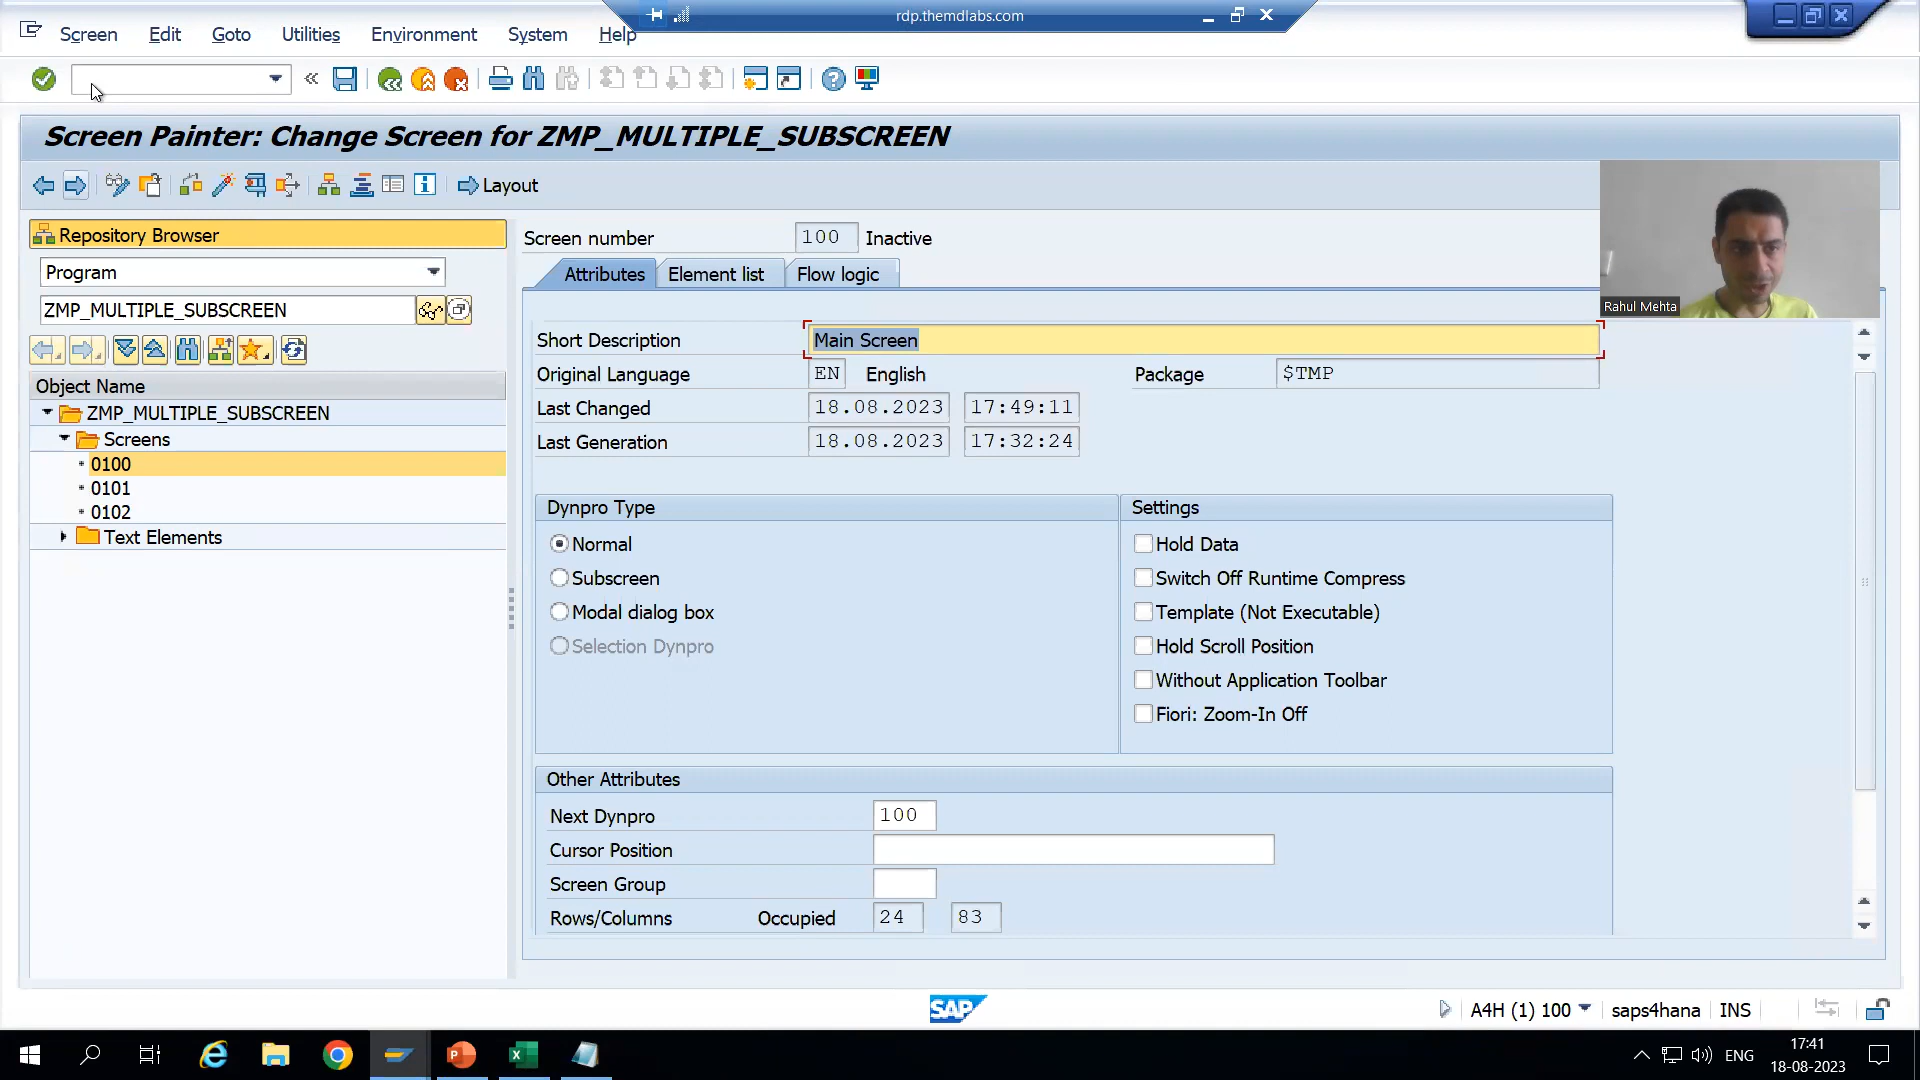 rdp.themdlabs.com
Screen Edit Goto Utilities Environment System Help
Screen Painter: Change Screen for ZMP_MULTIPLE_SUBSCREEN
Layout
Repository Browser
Program
ZMP_MULTIPLE_SUBSCREEN
Object Name
ZMP_MULTIPLE_SUBSCREEN
Screens
0100
0101
0102
Text Elements
Screen number 100 Inactive
Attributes Element list Flow logic
Short Description Main Screen
Original Language EN English Package $TMP
Last Changed 18.08.2023 17:49:11
Last Generation 18.08.2023 17:32:24
Dynpro Type
Normal
Subscreen
Modal dialog box
Selection Dynpro
Settings
Hold Data
Switch Off Runtime Compress
Template (Not Executable)
Hold Scroll Position
Without Application Toolbar
Fiori: Zoom-In Off
Other Attributes
Next Dynpro 100
Cursor Position
Screen Group
Rows/Columns Occupied 24 83
Rahul Mehta
SAP
A4H (1) 100 saps4hana INS
ENG
17:41
18-08-2023